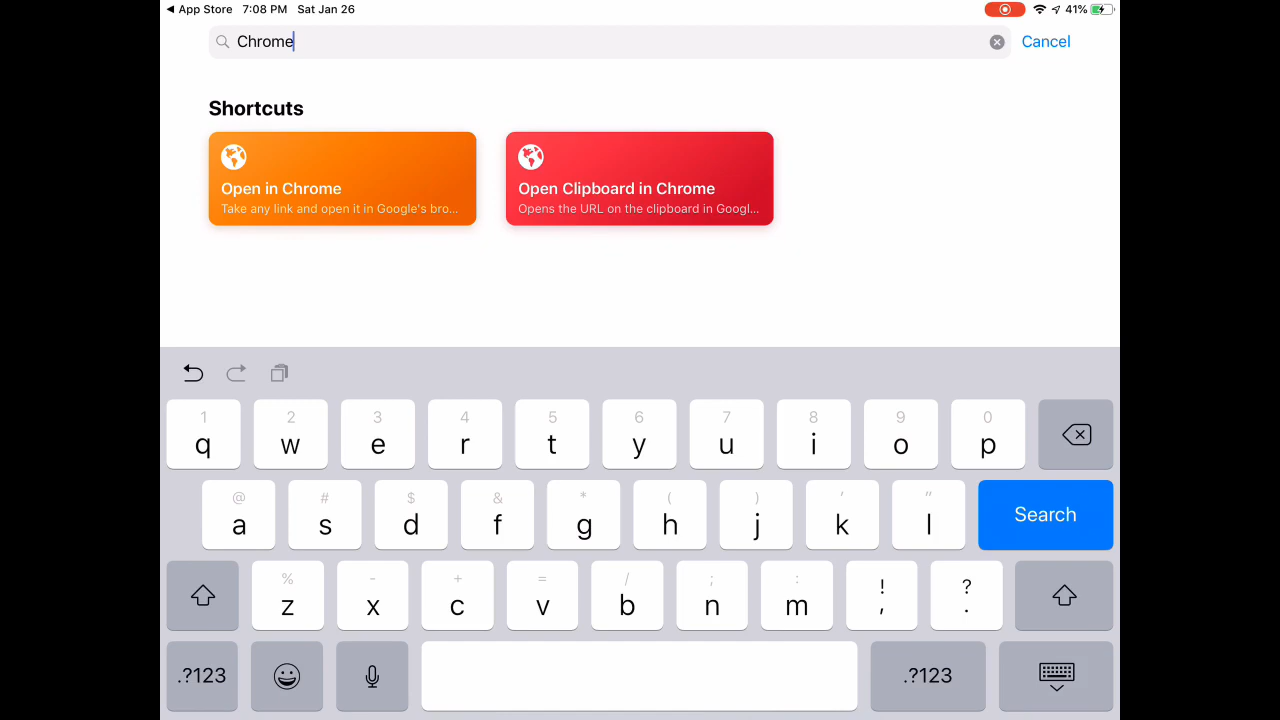 App Store 7:08 PM Sat Jan 26 41%
Chrome Cancel
Shortcuts
Open in Chrome
Take any link and open it in Google's bro...
Open Clipboard in Chrome
Opens the URL on the clipboard in Googl...
1 2 3 4 5 6 7 8 9 0
q w e r t y u i o p
@ # $ & * ( ) ' "
a s d f g h j k l Search
% - + = / ; : ! ?
z x c v b n m , .
.?123 .?123